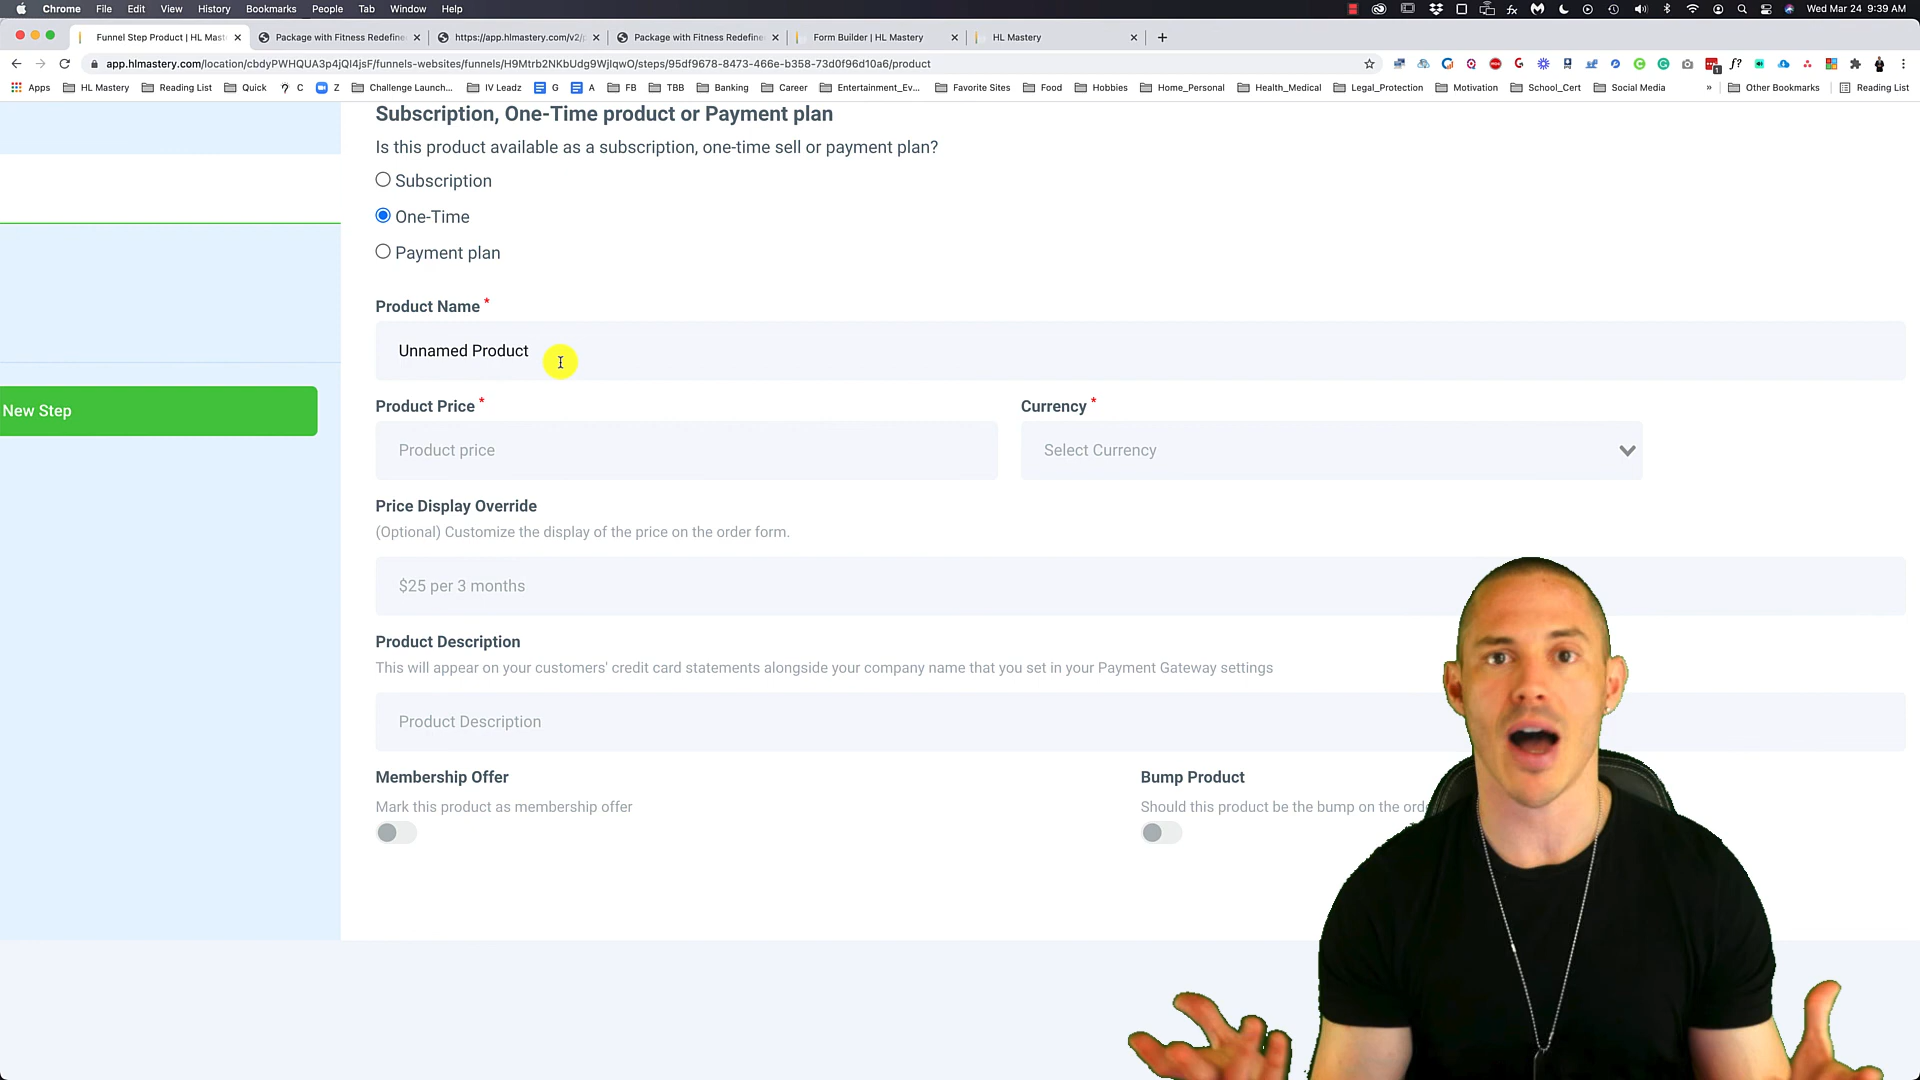 Chrome File Edit View History Bookmarks People Tab Window Help
Wed Mar 24 9:39 AM
Funnel Step Product | HL Mast
Package with Fitness Redefine
https://app.hlmastery.com/v2/p
Package with Fitness Redefine
Form Builder | HL Mastery
HL Mastery
app.hlmastery.com/location/cbdyPWHQUA3p4jQI4jsF/funnels-websites/funnels/H9Mtrb2NKbUdg9WjIqwO/steps/95df9678-8473-466e-b358-73d0f96d10a6/product
Apps HL Mastery Reading List Quick C Z Challenge Launch... IV Leadz G A FB TBB Banking Career Entertainment_Ev... Favorite Sites Food Hobbies Home_Personal Health_Medical Legal_Protection Motivation School_Cert Social Media » Other Bookmarks Reading List
Subscription, One-Time product or Payment plan
Is this product available as a subscription, one-time sell or payment plan?
Subscription
One-Time
Payment plan
Product Name *
Unnamed Product
New Step
Product Price * Currency *
Product price Select Currency
Price Display Override
(Optional) Customize the display of the price on the order form.
$25 per 3 months
Product Description
This will appear on your customers' credit card statements alongside your company name that you set in your Payment Gateway settings
Product Description
Membership Offer Bump Product
Mark this product as membership offer Should this product be the bump on the ord